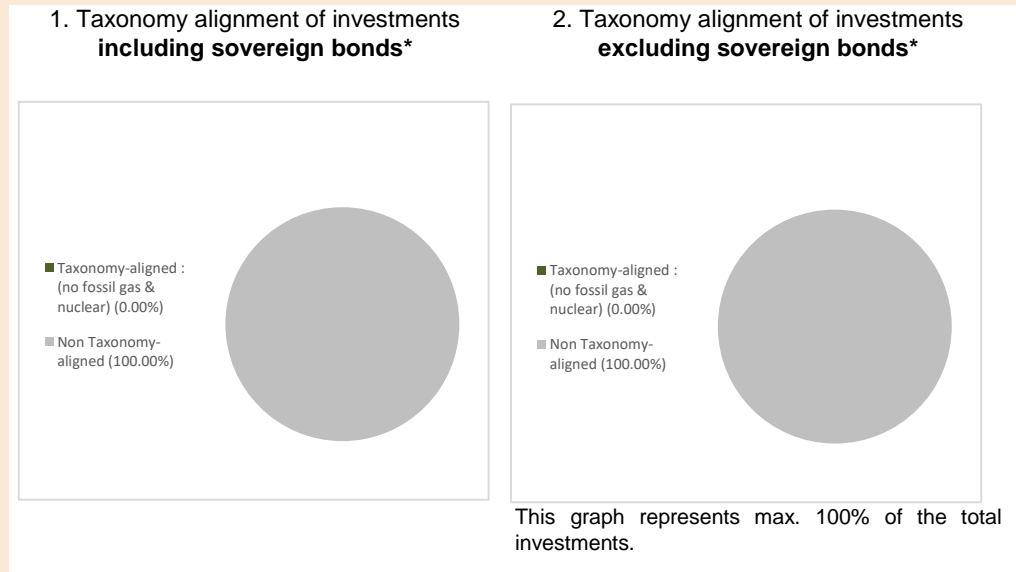 1. Taxonomy alignment of investments
including sovereign bonds*
Taxonomy-aligned :
(no fossil gas &
nuclear) (0.00%)
Non Taxonomy-
aligned (100.00%)
2. Taxonomy alignment of investments
excluding sovereign bonds*
Taxonomy-aligned :
(no fossil gas &
nuclear) (0.00%)
Non Taxonomy-
aligned (100.00%)
This graph represents max. 100% of the total
investments.